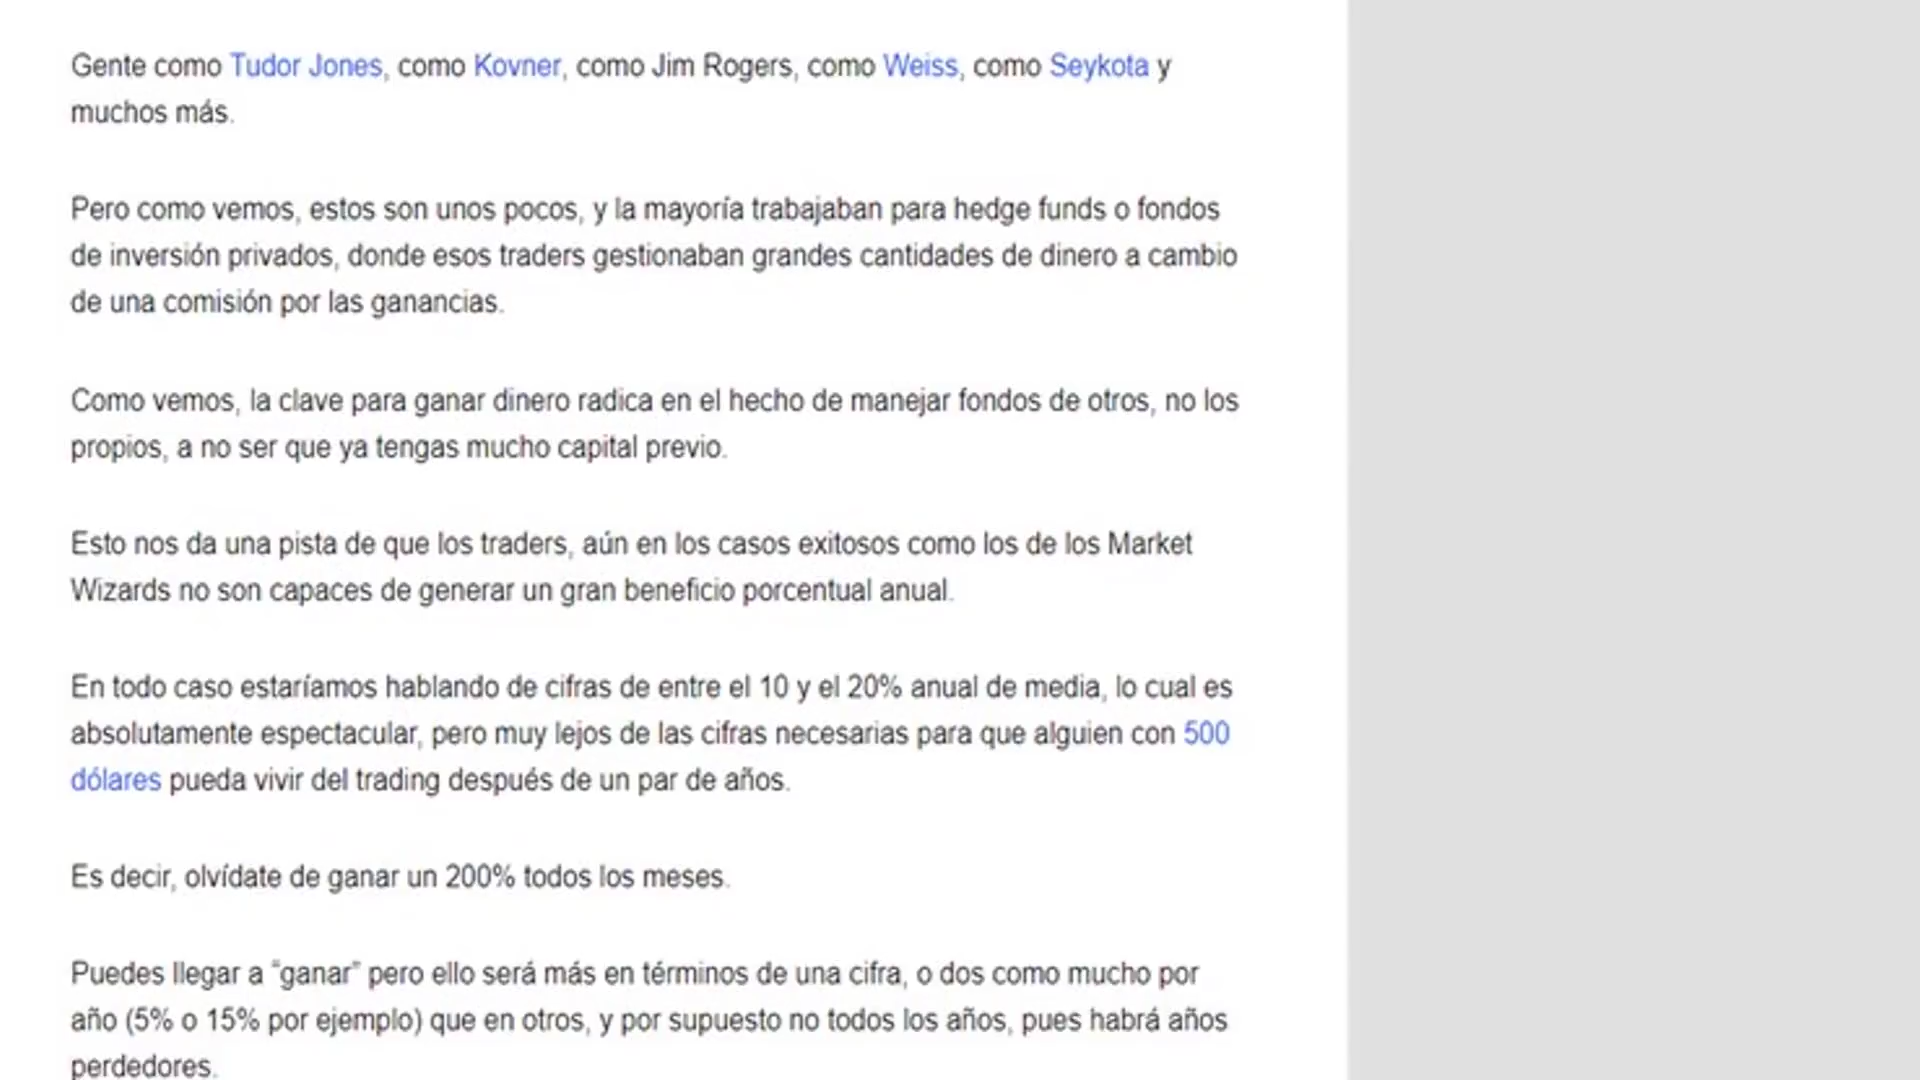 Gente como Tudor Jones, como Kovner, como Jim Rogers, como Weiss, como Seykota y
muchos más.
Pero como vemos, estos son unos pocos, y la mayoría trabajaban para hedge funds o fondos
de inversión privados, donde esos traders gestionaban grandes cantidades de dinero a cambio
de una comisión por las ganancias.
Como vemos, la clave para ganar dinero radica en el hecho de manejar fondos de otros, no los
propios, a no ser que ya tengas mucho capital previo.
Esto nos da una pista de que los traders, aún en los casos exitosos como los de los Market
Wizards no son capaces de generar un gran beneficio porcentual anual.
En todo caso estaríamos hablando de cifras de entre el 10 y el 20% anual de media, lo cual es
absolutamente espectacular, pero muy lejos de las cifras necesarias para que alguien con 500
dólares pueda vivir del trading después de un par de años.
Es decir, olvídate de ganar un 200% todos los meses.
Puedes llegar a "ganar" pero ello será más en términos de una cifra, o dos como mucho por
año (5% o 15% por ejemplo) que en otros, y por supuesto no todos los años, pues habrá años
perdedores.